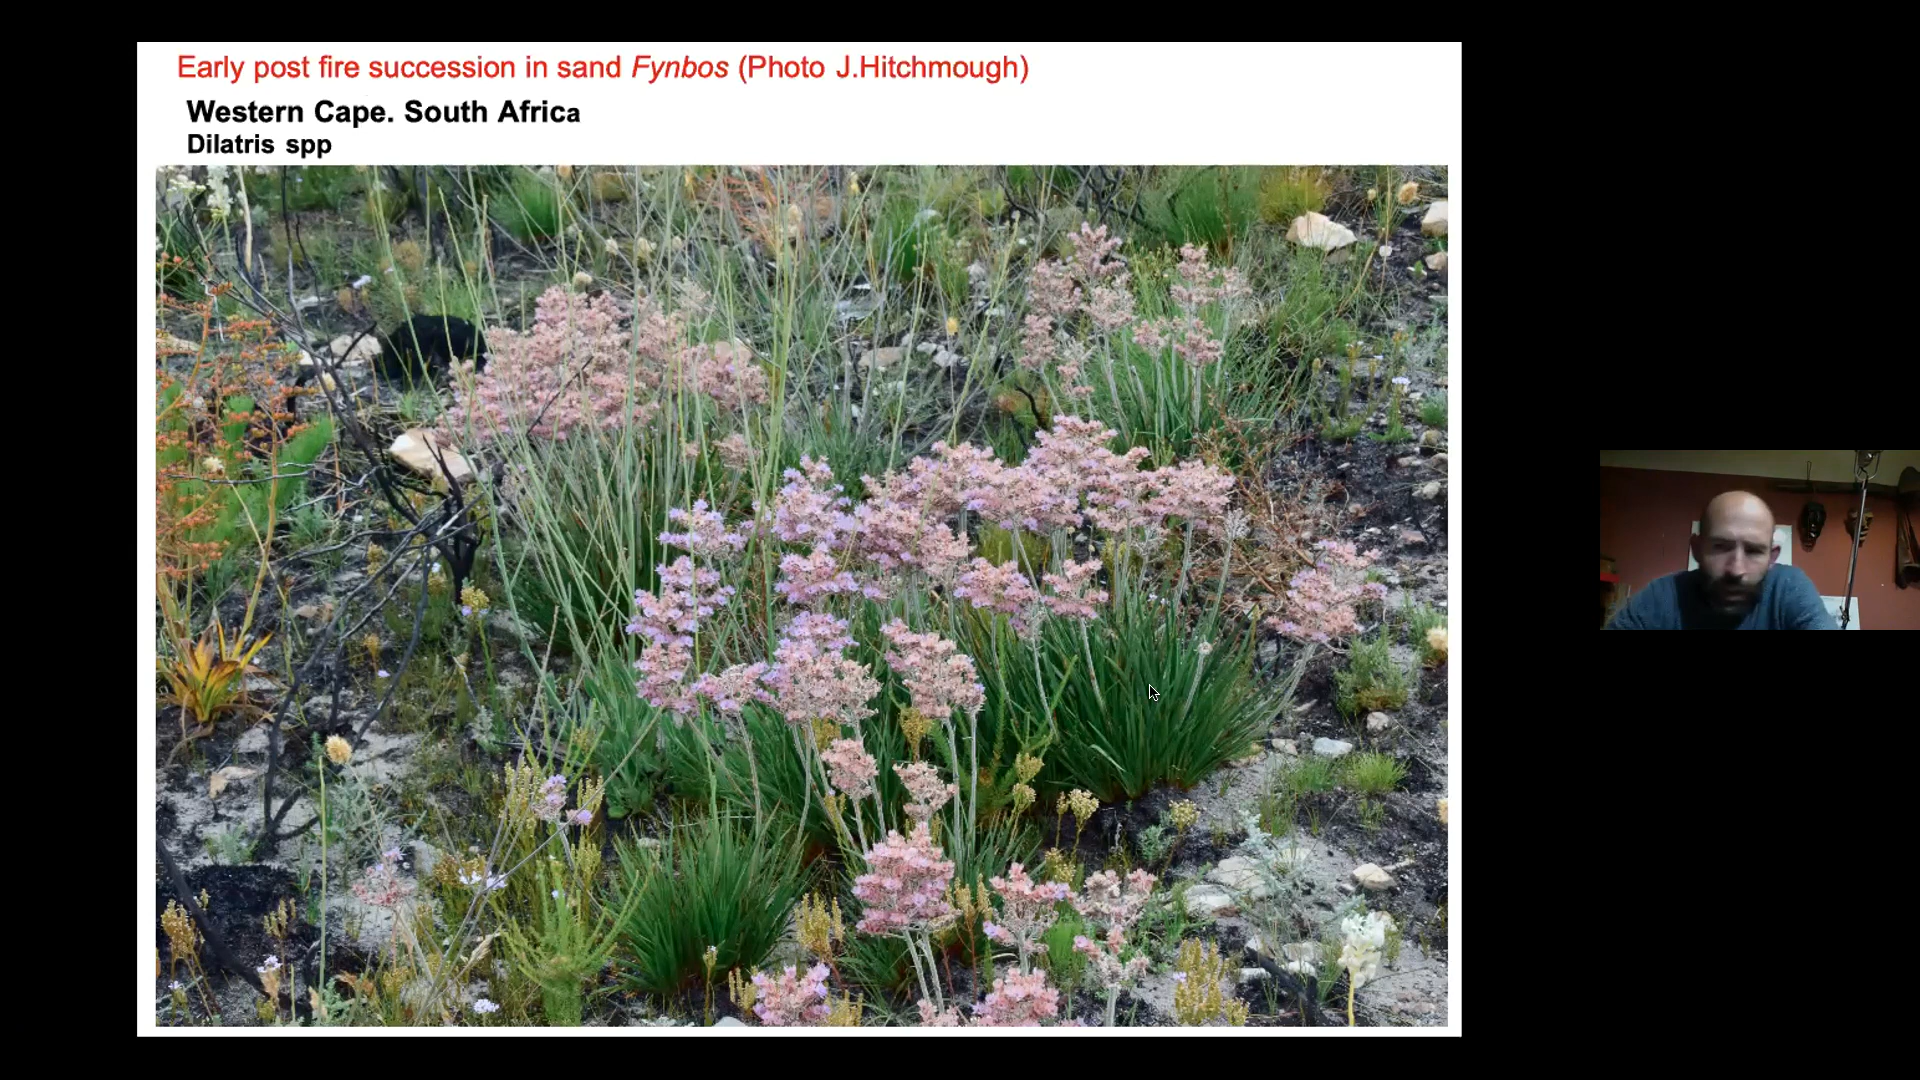 Early post fire succession in sand Fynbos (Photo J.Hitchmough)
Western Cape. South Africa
Dilatris spp